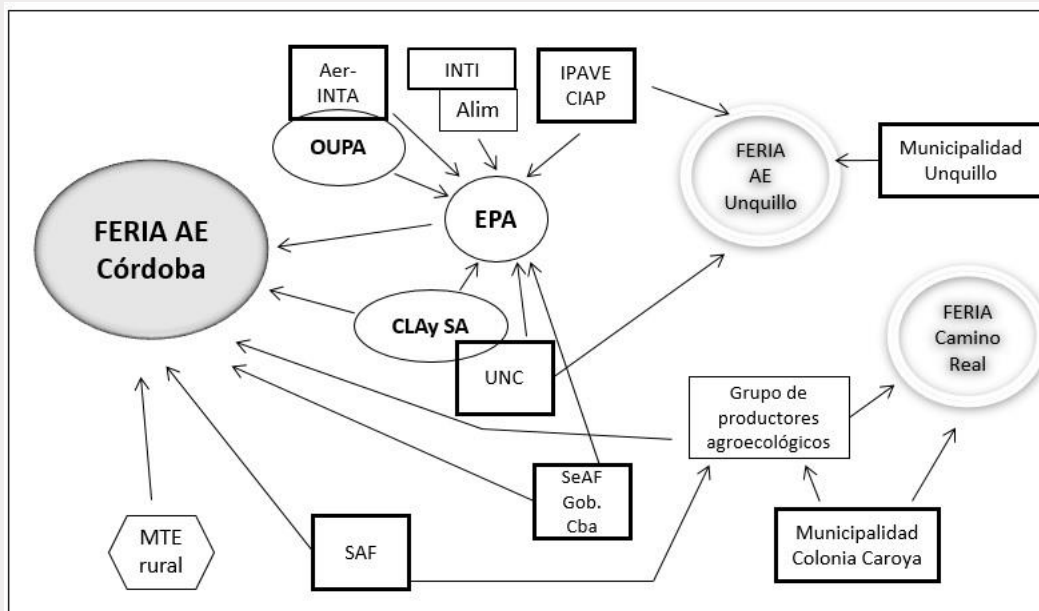 Aer-
INTA
OUPA
INTI
Alim
IPAVE
CIAP
FERIA
AE
Unquillo
Municipalidad
Unquillo
FERIA AE
Córdoba
EPA
CLAy SA
UNC
FERIA
Camino
Real
Grupo de
productores
agroecológicos
SeAF
Gob.
Cba
MTE
rural
SAF
Municipalidad
Colonia Caroya